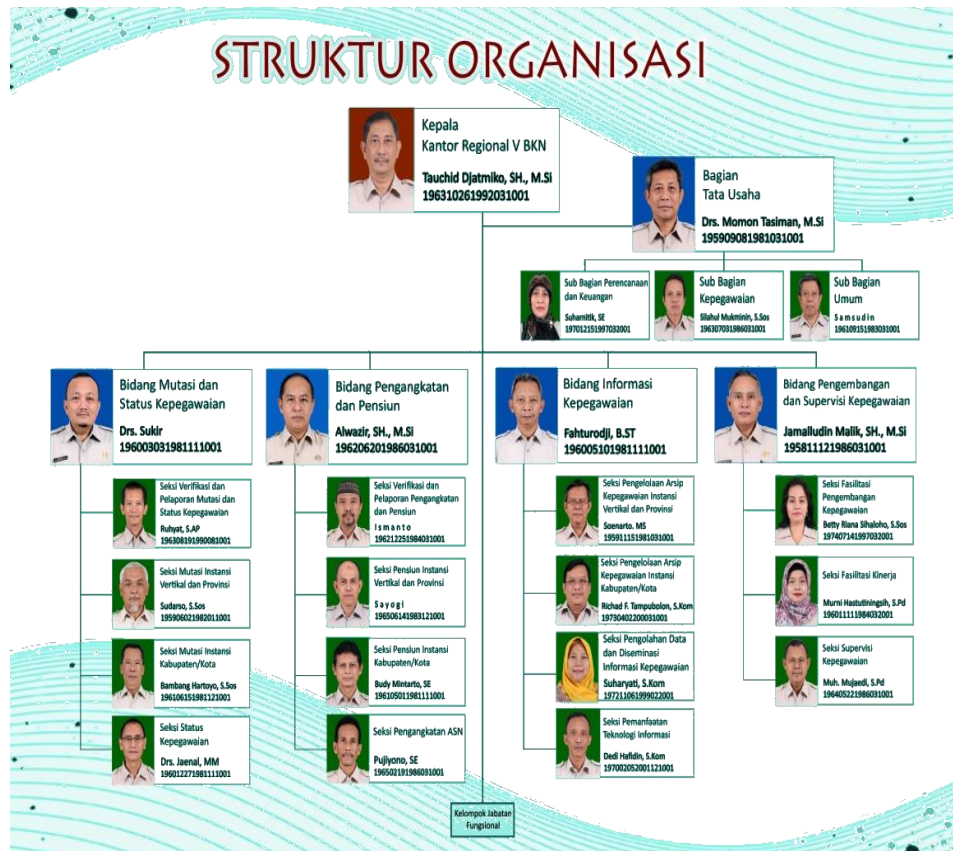 STRUKTUR ORGANISASI
Kepala
Kantor Regional V BKN
Tauchid Djatmiko, SH., M.Si
196310261992031001
Bagian
Tata Usaha
Drs. Momon Tasiman, M.Si
195909081981031001
Sub Bagian Perencanaan
dan Keuangan
Suharnitik, SE
197012151997032001
Sub Bagian
Kepegawaian
Silahul Mukminin, S.Sos
196307031986031001
Sub Bagian
Umum
S a m s u d i n
196109151983031001
Bidang Mutasi dan
Status Kepegawaian
Drs. Sukir
196003031981111001
Bidang Pengangkatan
dan Pensiun
Alwazir, SH., M.Si
196206201986031001
Bidang Informasi
Kepegawaian
Fahturodji, B.ST
196005101981111001
Bidang Pengembangan
dan Supervisi Kepegawaian
Jamalludin Malik, SH., M.Si
195811121986031001
Seksi Verifikasi dan
Pelaporan Mutasi dan
Status Kepegawaian
Ruhyat, S.AP
196308191990081001
Seksi Mutasi Instansi
Vertikal dan Provinsi
Sudarso, S.Sos
195906021982011001
Seksi Mutasi Instansi
Kabupaten/Kota
Bambang Hartoyo, S.Sos
196106151981121001
Seksi Status
Kepegawaian
Drs. Jaenal, MM
196012271981111001
Seksi Verifikasi dan
Pelaporan Pengangkatan
dan Pensiun
I s m a n t o
196212251984031001
Seksi Pensiun Instansi
Vertikal dan Provinsi
S a y o g i
196506141983121001
Seksi Pensiun Instansi
Kabupaten/Kota
Budy Mintarto, SE
196105011981111001
Seksi Pengangkatan ASN
Pujiyono, SE
196502191986031001
Seksi Pengelolaan Arsip
Kepegawaian Instansi
Vertikal dan Provinsi
Soenarto. MS
195911151981031001
Seksi Pengelolaan Arsip
Kepegawaian Instansi
Kabupaten/Kota
Richad F. Tampubolon, S.Kom
19730402200031001
Seksi Pengolahan Data
dan Diseminasi
Informasi Kepegawaian
Suharyati, S.Kom
197211061999022001
Seksi Pemanfaatan
Teknologi Informasi
Dedi Hafidin, S.Kom
197002052001121001
Seksi Fasilitasi
Pengembangan
Kepegawaian
Betty Riana Sihaloho, S.Sos
197407141997032001
Seksi Fasilitasi Kinerja
Murni Hastutiningsih, S.Pd
196011111984032001
Seksi Supervisi
Kepegawaian
Muh. Mujaedi, S.Pd
196405221986031001
Kelompok Jabatan
Fungsional